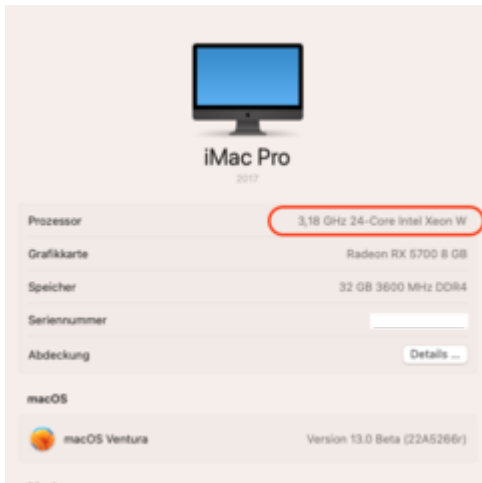 iMac Pro
2017
Prozessor 3,18 GHz 24-Core Intel Xeon W
Grafikkarte Radeon RX 5700 8 GB
Speicher 32 GB 3600 MHz DDR4
Seriennummer
Abdeckung Details ...
macOS
macOS Ventura Version 13.0 Beta (22A5266r)